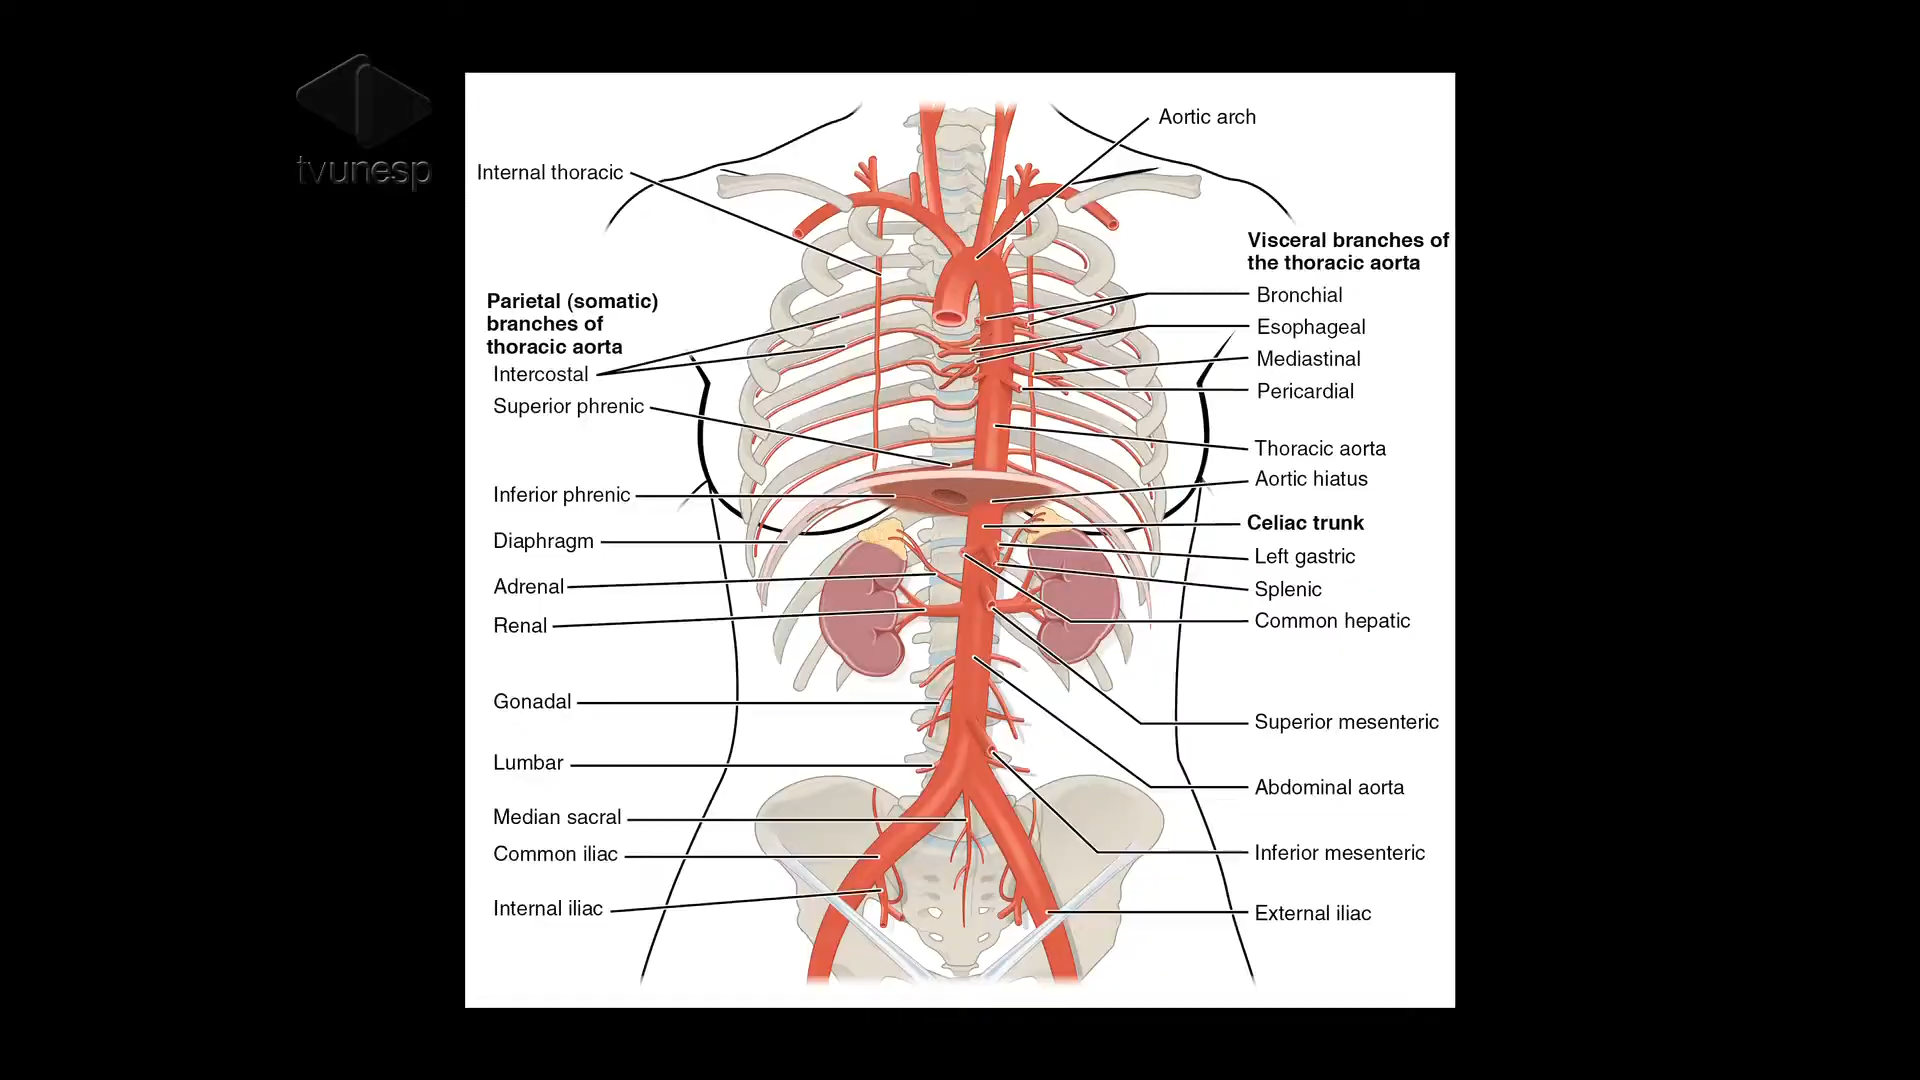 tvunesp
Aortic arch
Internal thoracic
Visceral branches of
the thoracic aorta
Bronchial
Esophageal
Mediastinal
Pericardial
Thoracic aorta
Aortic hiatus
Celiac trunk
Left gastric
Splenic
Common hepatic
Superior mesenteric
Abdominal aorta
Inferior mesenteric
External iliac
Parietal (somatic)
branches of
thoracic aorta
Intercostal
Superior phrenic
Inferior phrenic
Diaphragm
Adrenal
Renal
Gonadal
Lumbar
Median sacral
Common iliac
Internal iliac